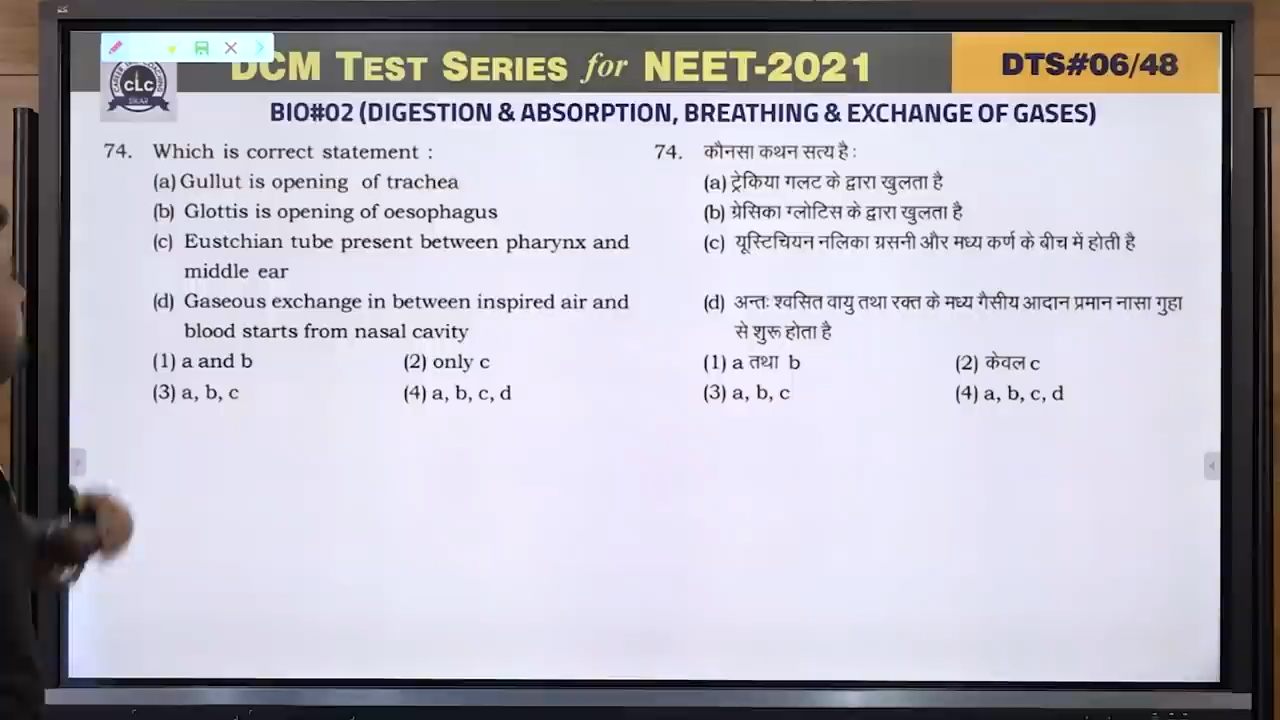 DCM TEST SERIES for NEET-2021
DTS#06/48
CLC
SIKAR
BIO#02 (DIGESTION & ABSORPTION, BREATHING & EXCHANGE OF GASES)
74. Which is correct statement :
(a) Gullut is opening of trachea
(b) Glottis is opening of oesophagus
(c) Eustchian tube present between pharynx and
middle ear
(d) Gaseous exchange in between inspired air and
blood starts from nasal cavity
(1) a and b (2) only c
(3) a, b, c (4) a, b, c, d
74. कौनसा कथन सत्य है :
(a) ट्रेकिया गलट के द्वारा खुलता है
(b) ग्रेसिका ग्लोटिस के द्वारा खुलता है
(c) यूस्टिचियन नलिका ग्रसनी और मध्य कर्ण के बीच में होती है
(d) अन्तः श्वसित वायु तथा रक्त के मध्य गैसीय आदान प्रमान नासा गुहा
से शुरू होता है
(1) a तथा b (2) केवल c
(3) a, b, c (4) a, b, c, d